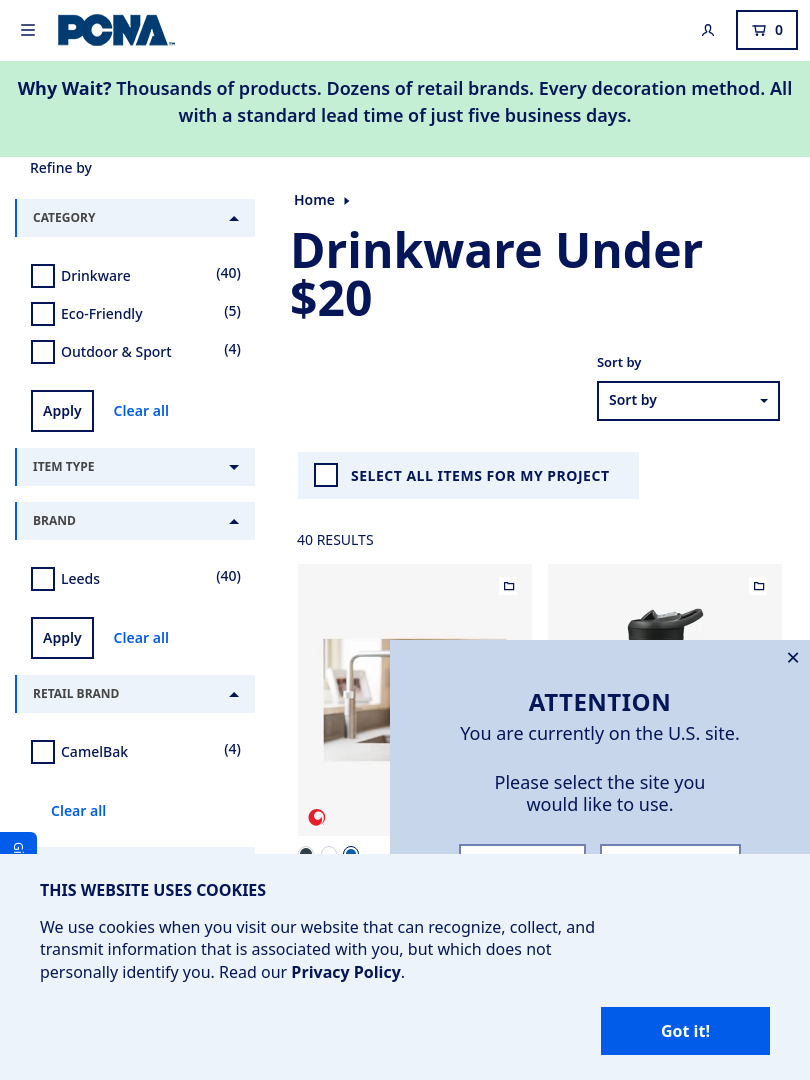 PCNA
0
Why Wait? Thousands of products. Dozens of retail brands. Every decoration method. All
with a standard lead time of just five business days.
Refine by
CATEGORY
Drinkware (40)
Eco-Friendly (5)
Outdoor & Sport (4)
Apply Clear all
ITEM TYPE
BRAND
Leeds (40)
Apply Clear all
RETAIL BRAND
CamelBak (4)
Clear all
Home
Drinkware Under
$20
Sort by
Sort by
SELECT ALL ITEMS FOR MY PROJECT
40 RESULTS
ATTENTION
You are currently on the U.S. site.
Please select the site you
would like to use.
THIS WEBSITE USES COOKIES
We use cookies when you visit our website that can recognize, collect, and
transmit information that is associated with you, but which does not
personally identify you. Read our Privacy Policy.
Got it!